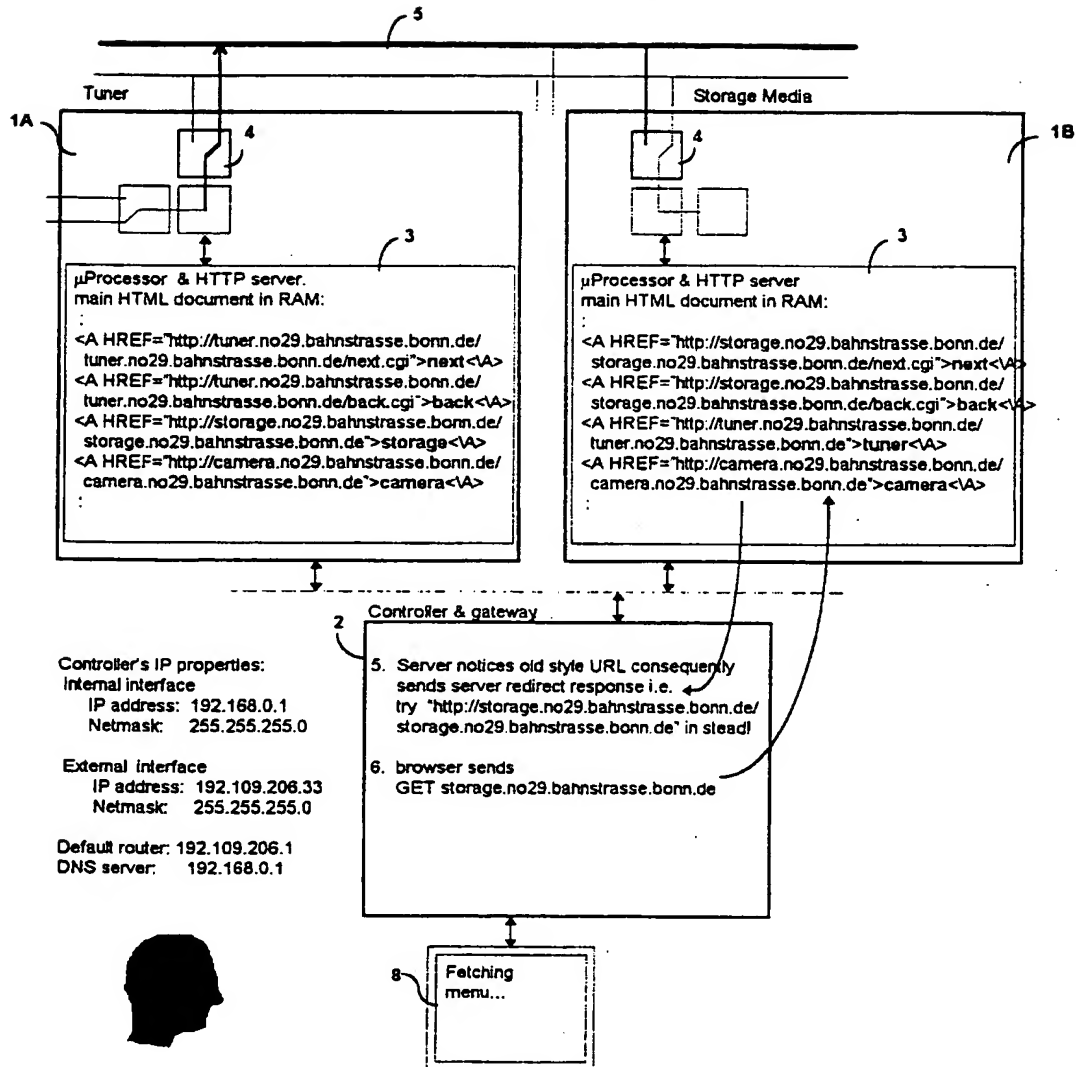 5
Tuner
Storage Media
1A
4
4
1B
3
3
µProcessor & HTTP server.
main HTML document in RAM:
:
<A HREF="http://tuner.no29.bahnstrasse.bonn.de/
tuner.no29.bahnstrasse.bonn.de/next.cgi">next<\A>
<A HREF="http://tuner.no29.bahnstrasse.bonn.de/
tuner.no29.bahnstrasse.bonn.de/back.cgi">back<\A>
<A HREF="http://storage.no29.bahnstrasse.bonn.de/
storage.no29.bahnstrasse.bonn.de">storage<\A>
<A HREF="http://camera.no29.bahnstrasse.bonn.de/
camera.no29.bahnstrasse.bonn.de">camera<\A>
:
µProcessor & HTTP server
main HTML document in RAM:
:
<A HREF="http://storage.no29.bahnstrasse.bonn.de/
storage.no29.bahnstrasse.bonn.de/next.cgi">next<\A>
<A HREF="http://storage.no29.bahnstrasse.bonn.de/
storage.no29.bahnstrasse.bonn.de/back.cgi">back<\A>
<A HREF="http://tuner.no29.bahnstrasse.bonn.de/
tuner.no29.bahnstrasse.bonn.de">tuner<\A>
<A HREF="http://camera.no29.bahnstrasse.bonn.de/
camera.no29.bahnstrasse.bonn.de">camera<\A>
:
Controller & gateway
2
5. Server notices old style URL consequently
sends server redirect response i.e.
try "http://storage.no29.bahnstrasse.bonn.de/
storage.no29.bahnstrasse.bonn.de" in stead!
6. browser sends
GET storage.no29.bahnstrasse.bonn.de
Controller's IP properties:
Internal interface
IP address: 192.168.0.1
Netmask: 255.255.255.0
External interface
IP address: 192.109.206.33
Netmask: 255.255.255.0
Default router: 192.109.206.1
DNS server: 192.168.0.1
8
Fetching
menu...